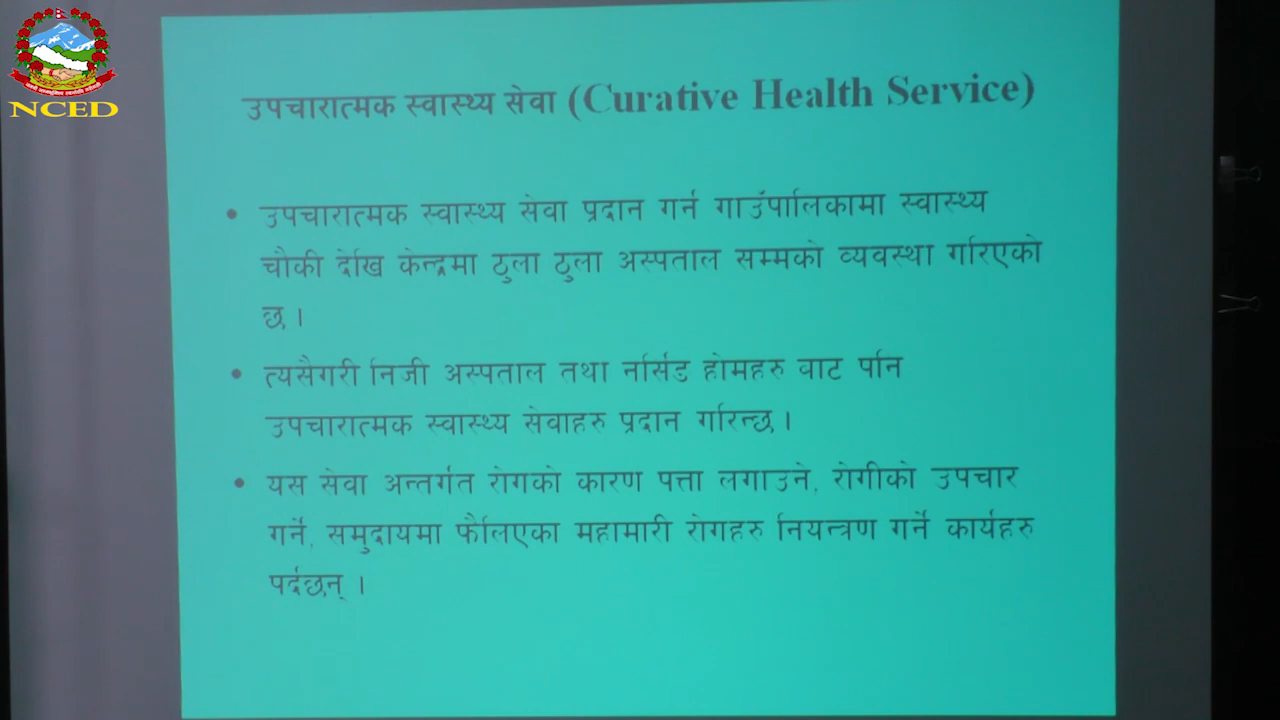 NCED
उपचारात्मक स्वास्थ्य सेवा (Curative Health Service)
• उपचारात्मक स्वास्थ्य सेवा प्रदान गर्न गाउँपालिकामा स्वास्थ्य
चौकी देखि केन्द्रमा ठुला ठुला अस्पताल सम्मको व्यवस्था गरिएको
छ ।
• त्यसैगरी निजी अस्पताल तथा नर्सिङ होमहरु बाट पनि
उपचारात्मक स्वास्थ्य सेवाहरु प्रदान गरिन्छ ।
• यस सेवा अन्तर्गत रोगको कारण पत्ता लगाउने, रोगीको उपचार
गर्ने, समुदायमा फैलिएका महामारी रोगहरु नियन्त्रण गर्ने कार्यहरु
पर्दछन् ।